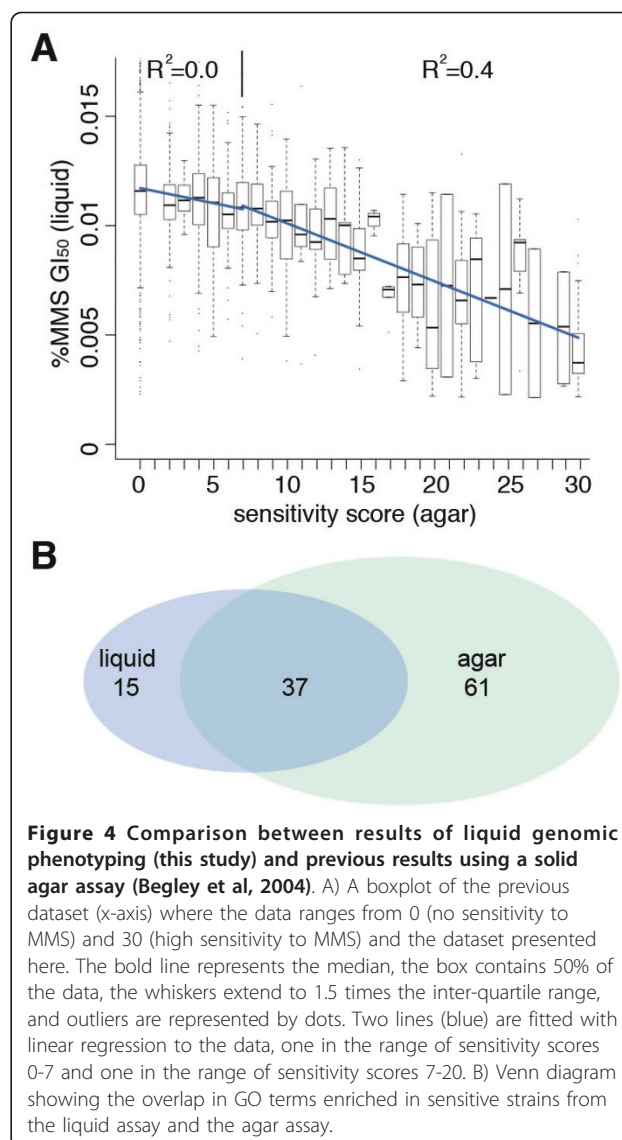 A
R²=0.0
R²=0.4
0.015
0.01
0.005
0
%MMS GI₅₀ (liquid)
0 5 10 15 20 25 30
sensitivity score (agar)
B
liquid
15
37
agar
61
Figure 4 Comparison between results of liquid genomic
phenotyping (this study) and previous results using a solid
agar assay (Begley et al, 2004). A) A boxplot of the previous
dataset (x-axis) where the data ranges from 0 (no sensitivity to
MMS) and 30 (high sensitivity to MMS) and the dataset presented
here. The bold line represents the median, the box contains 50% of
the data, the whiskers extend to 1.5 times the inter-quartile range,
and outliers are represented by dots. Two lines (blue) are fitted with
linear regression to the data, one in the range of sensitivity scores
0-7 and one in the range of sensitivity scores 7-20. B) Venn diagram
showing the overlap in GO terms enriched in sensitive strains from
the liquid assay and the agar assay.